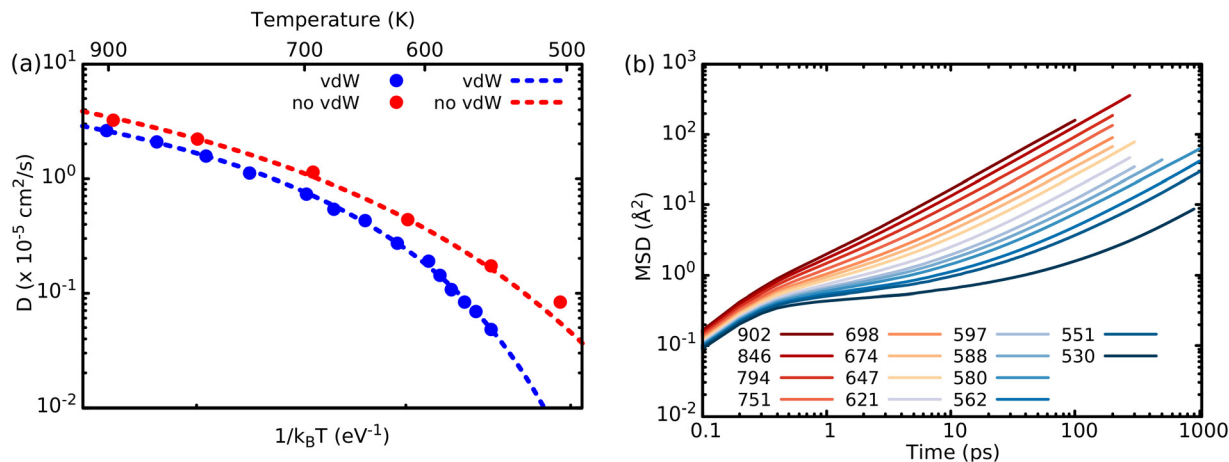 Temperature (K)
900 700 600 500
(a)
10^1
10^0
10^-1
10^-2
D (x 10^-5 cm^2/s)
vdW vdW
no vdW no vdW
1/k_BT (eV^-1)
(b)
10^3
10^2
10^1
10^0
10^-1
10^-2
MSD (Å^2)
902 698 597 551
846 674 588 530
794 647 580
751 621 562
0.1 1 10 100 1000
Time (ps)